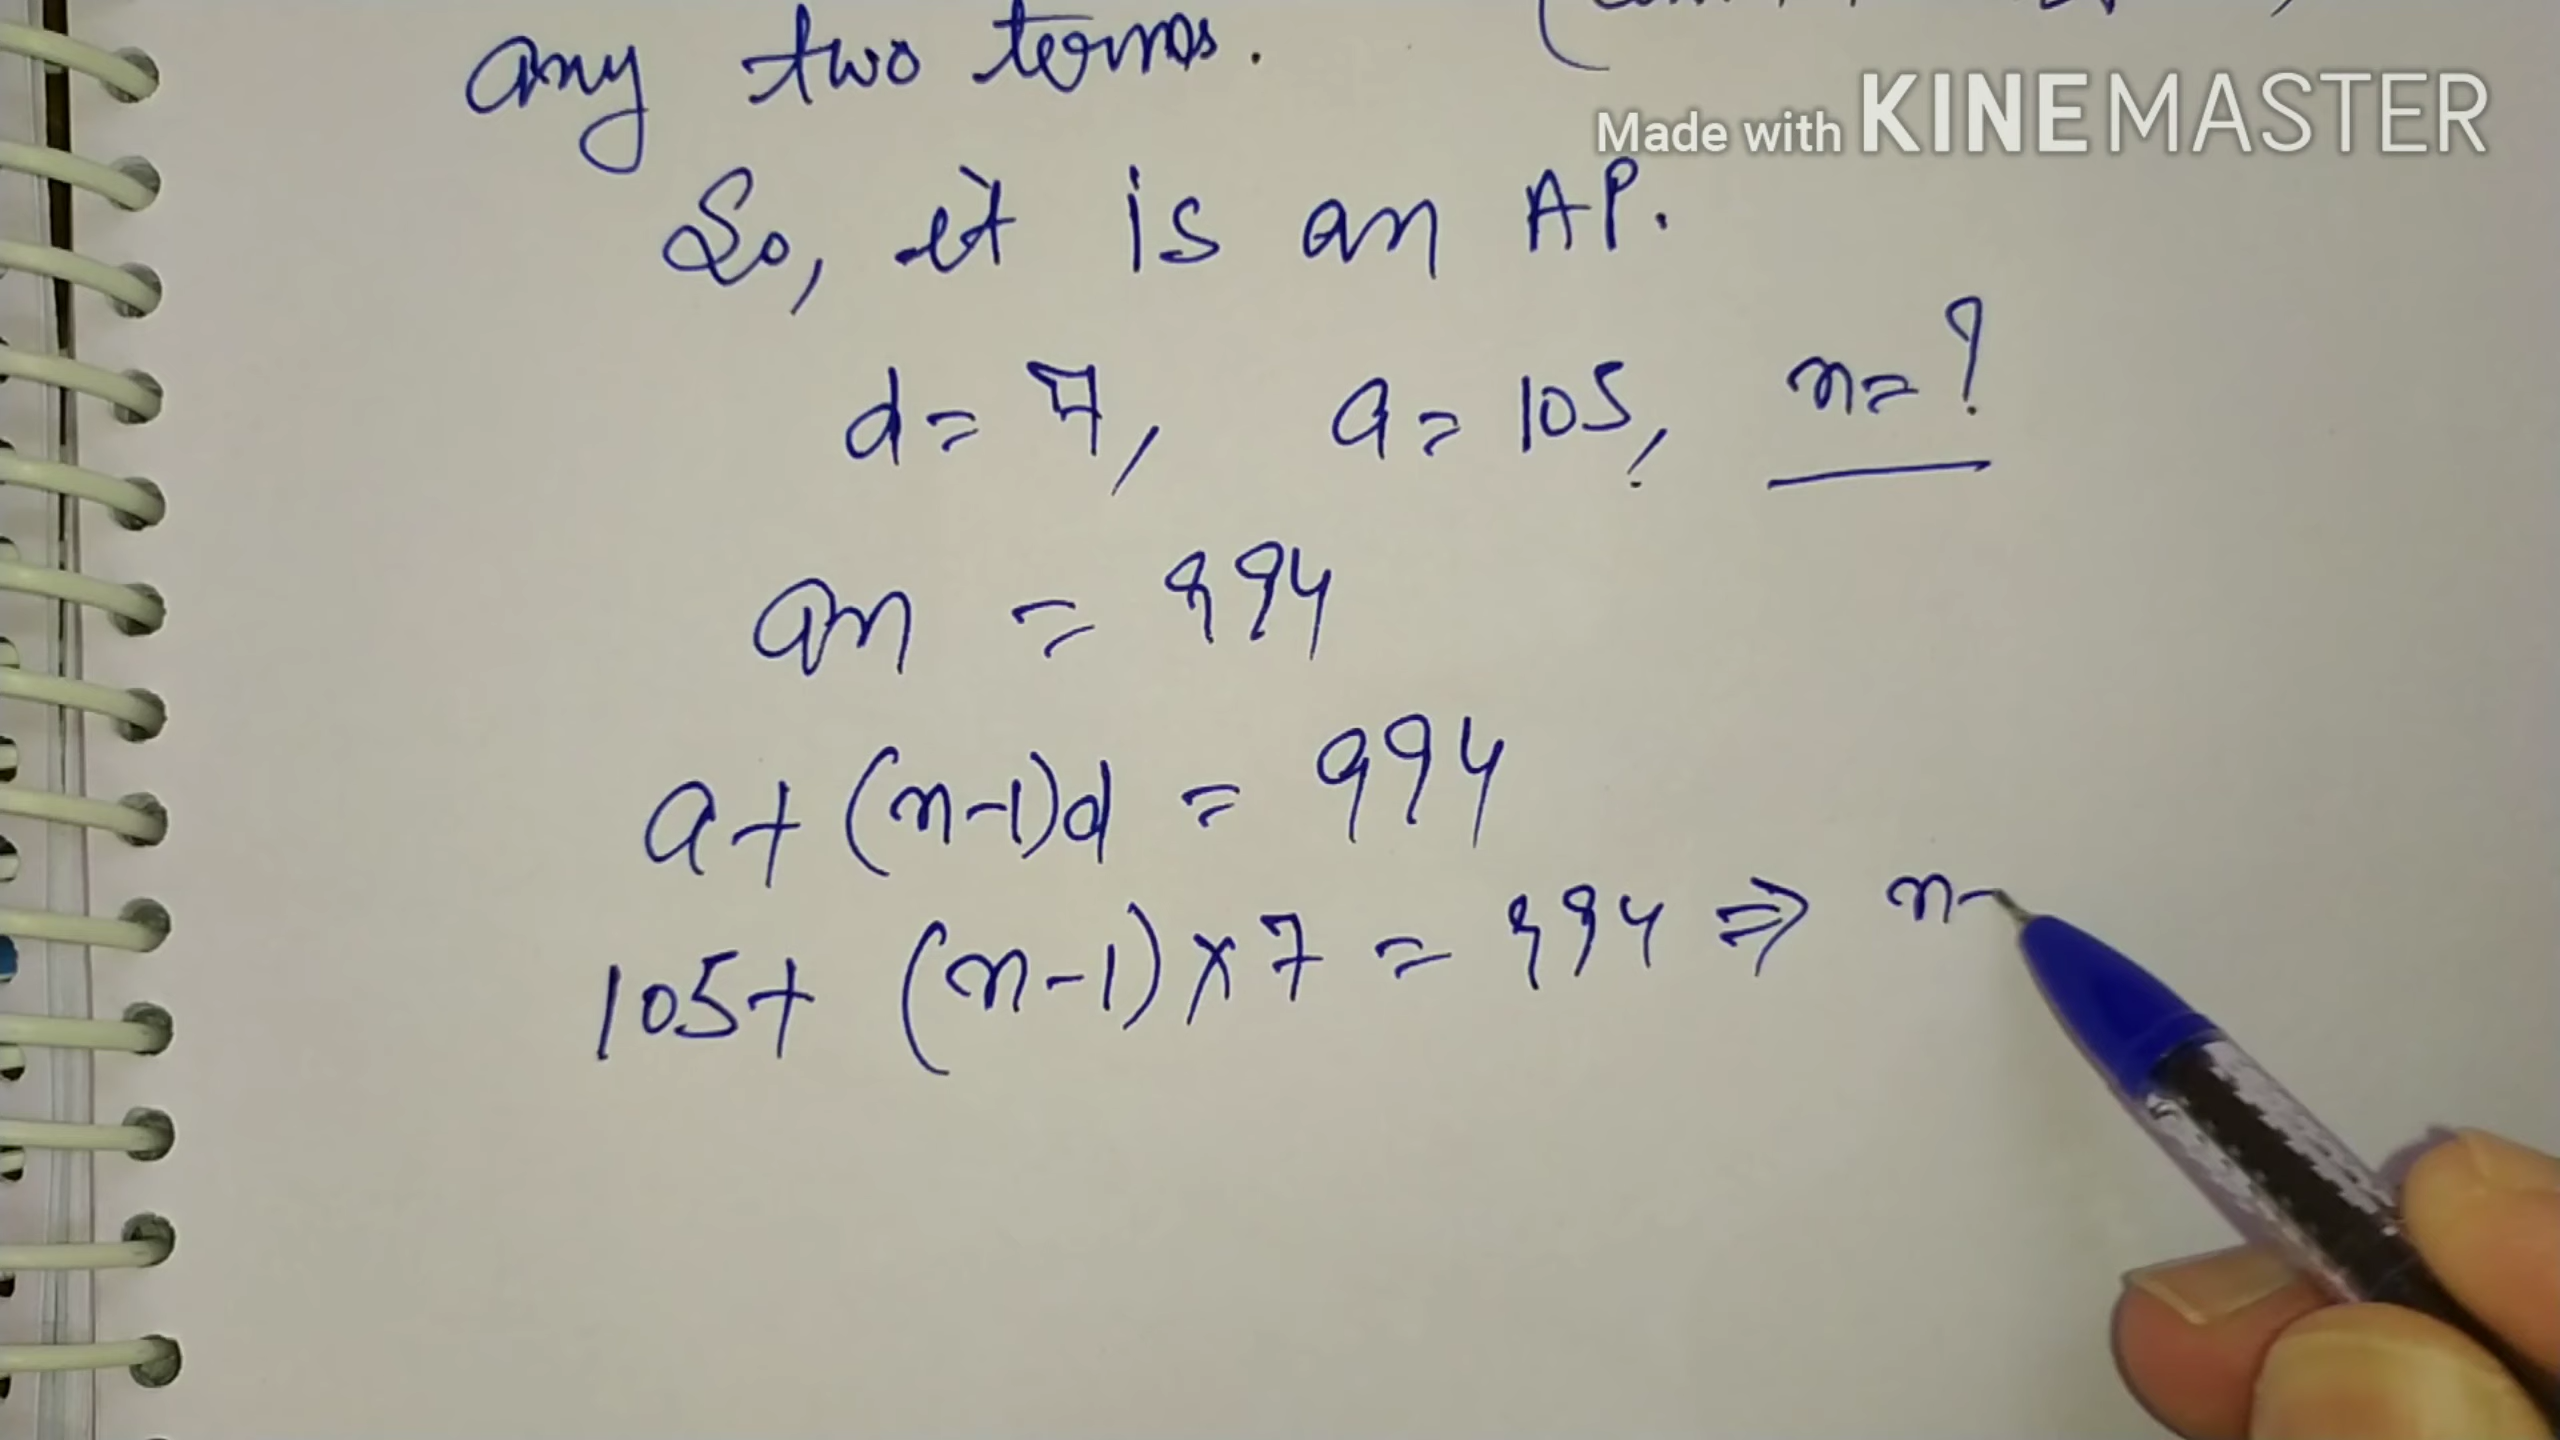 any two terms.
Made with KINEMASTER
So, it is an AP.
d = 7, a = 105, n = ?
an = 994
a + (n-1)d = 994
105 + (n-1) × 7 = 994 ⇒ n-